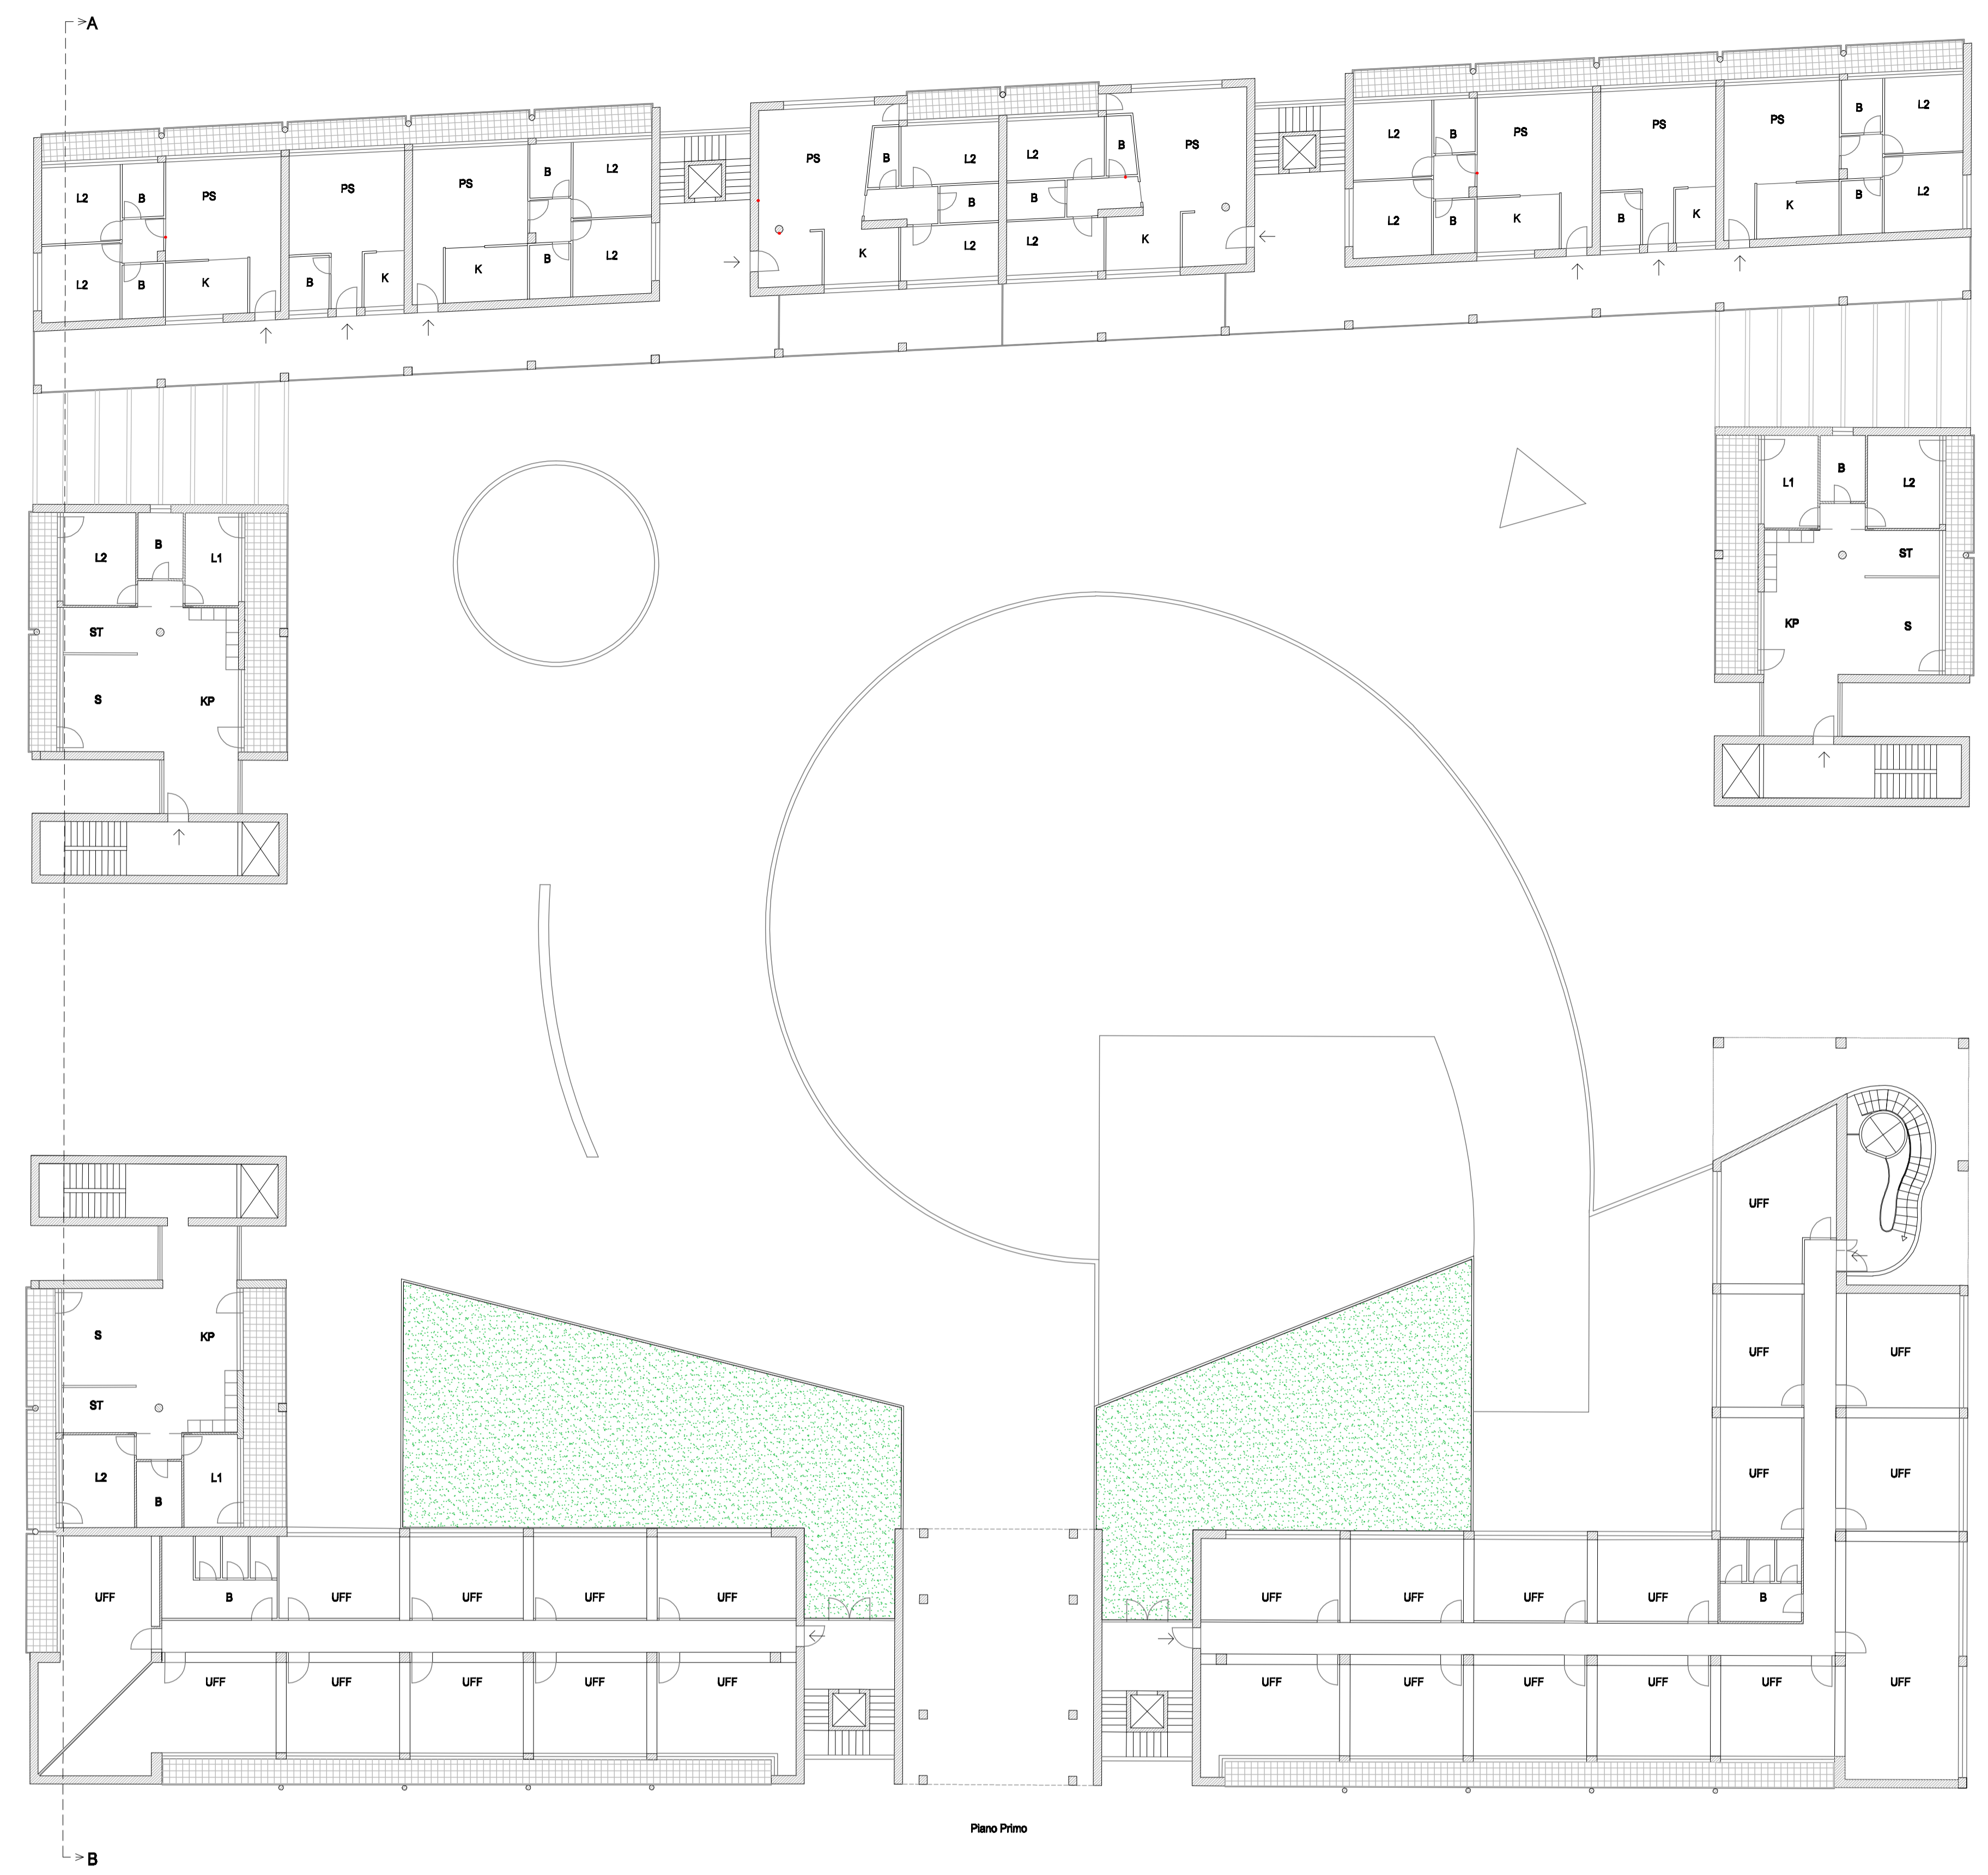 A
L2 B PS PS PS B L2
L2 B K B K K B L2
PS B L2 L2 B PS
B B
K L2 L2 K
L2 B PS PS PS B L2
L2 B K B K K B L2
L2 B L1
ST
S KP
L1 B L2
ST
KP S
S KP
ST
L2 B L1
UFF
UFF UFF
UFF UFF
UFF B UFF UFF UFF UFF
UFF UFF UFF UFF UFF
UFF UFF UFF UFF B
UFF UFF UFF UFF UFF UFF
Piano Primo
B